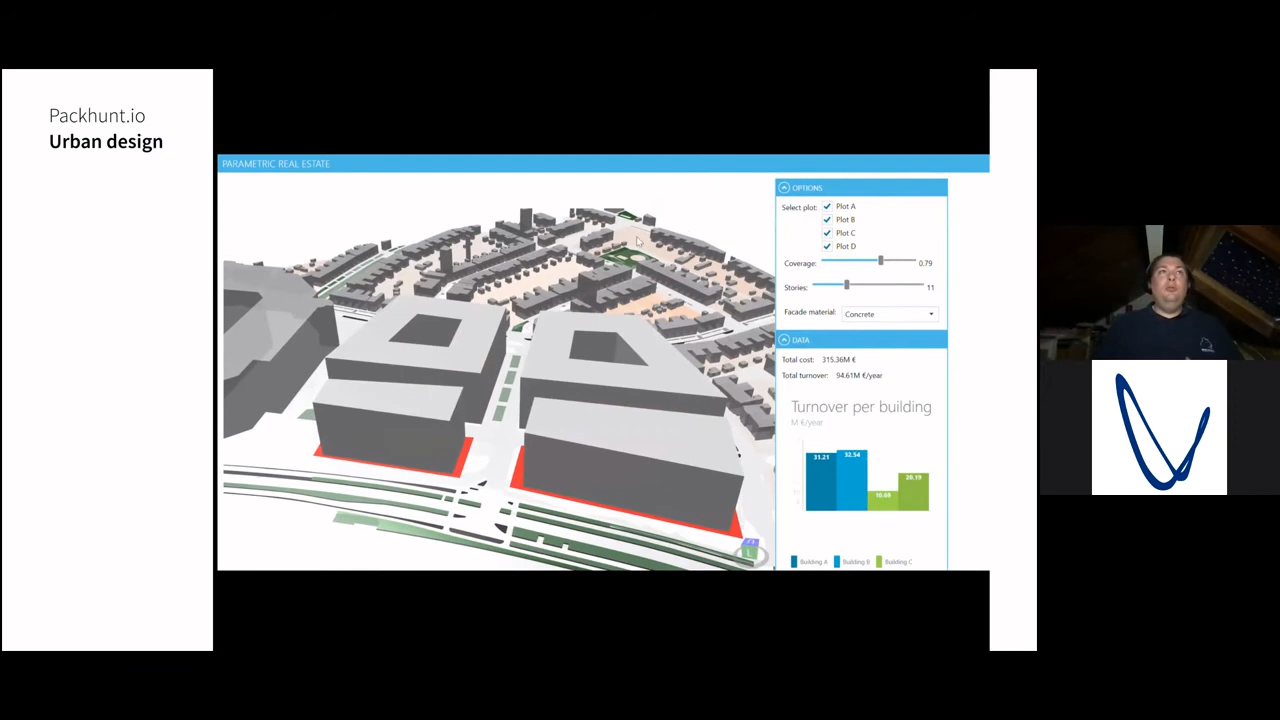 Packhunt.io
Urban design
PARAMETRIC REAL ESTATE
OPTIONS
Select plot:
Plot A
Plot B
Plot C
Plot D
Coverage: 0.79
Stories: 11
Facade material: Concrete
DATA
Total cost: 315.36M €
Total turnover: 94.61M €/year
Turnover per building
M €/year
31.21 32.54 10.66 20.19
Building A Building B Building C
L